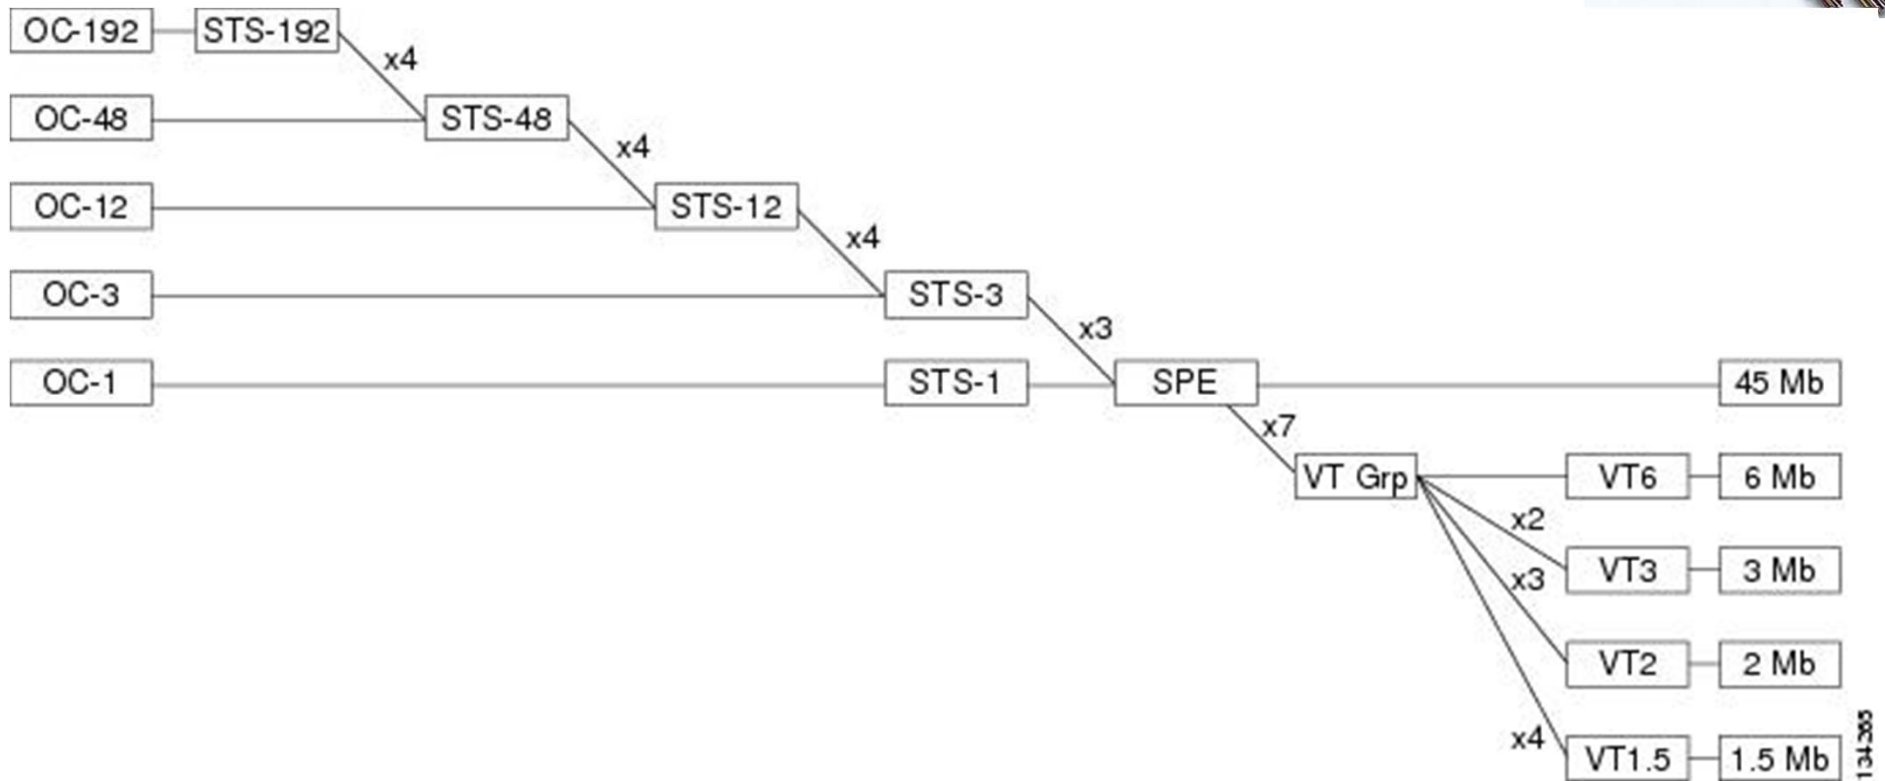 OC-192 STS-192
x4
OC-48 STS-48
x4
OC-12 STS-12
x4
OC-3 STS-3
x3
OC-1 STS-1 SPE 45 Mb
x7
VT Grp VT6 6 Mb
x2
VT3 3 Mb
x3
VT2 2 Mb
x4
VT1.5 1.5 Mb
134265